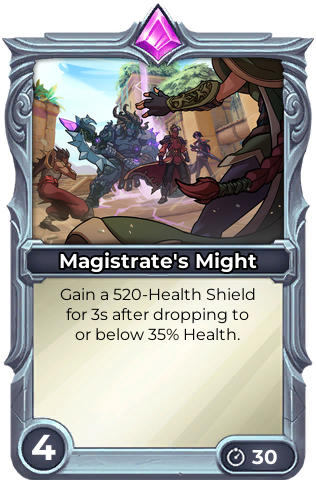 Magistrate's Might
Gain a 520-Health Shield
for 3s after dropping to
or below 35% Health.
4
30